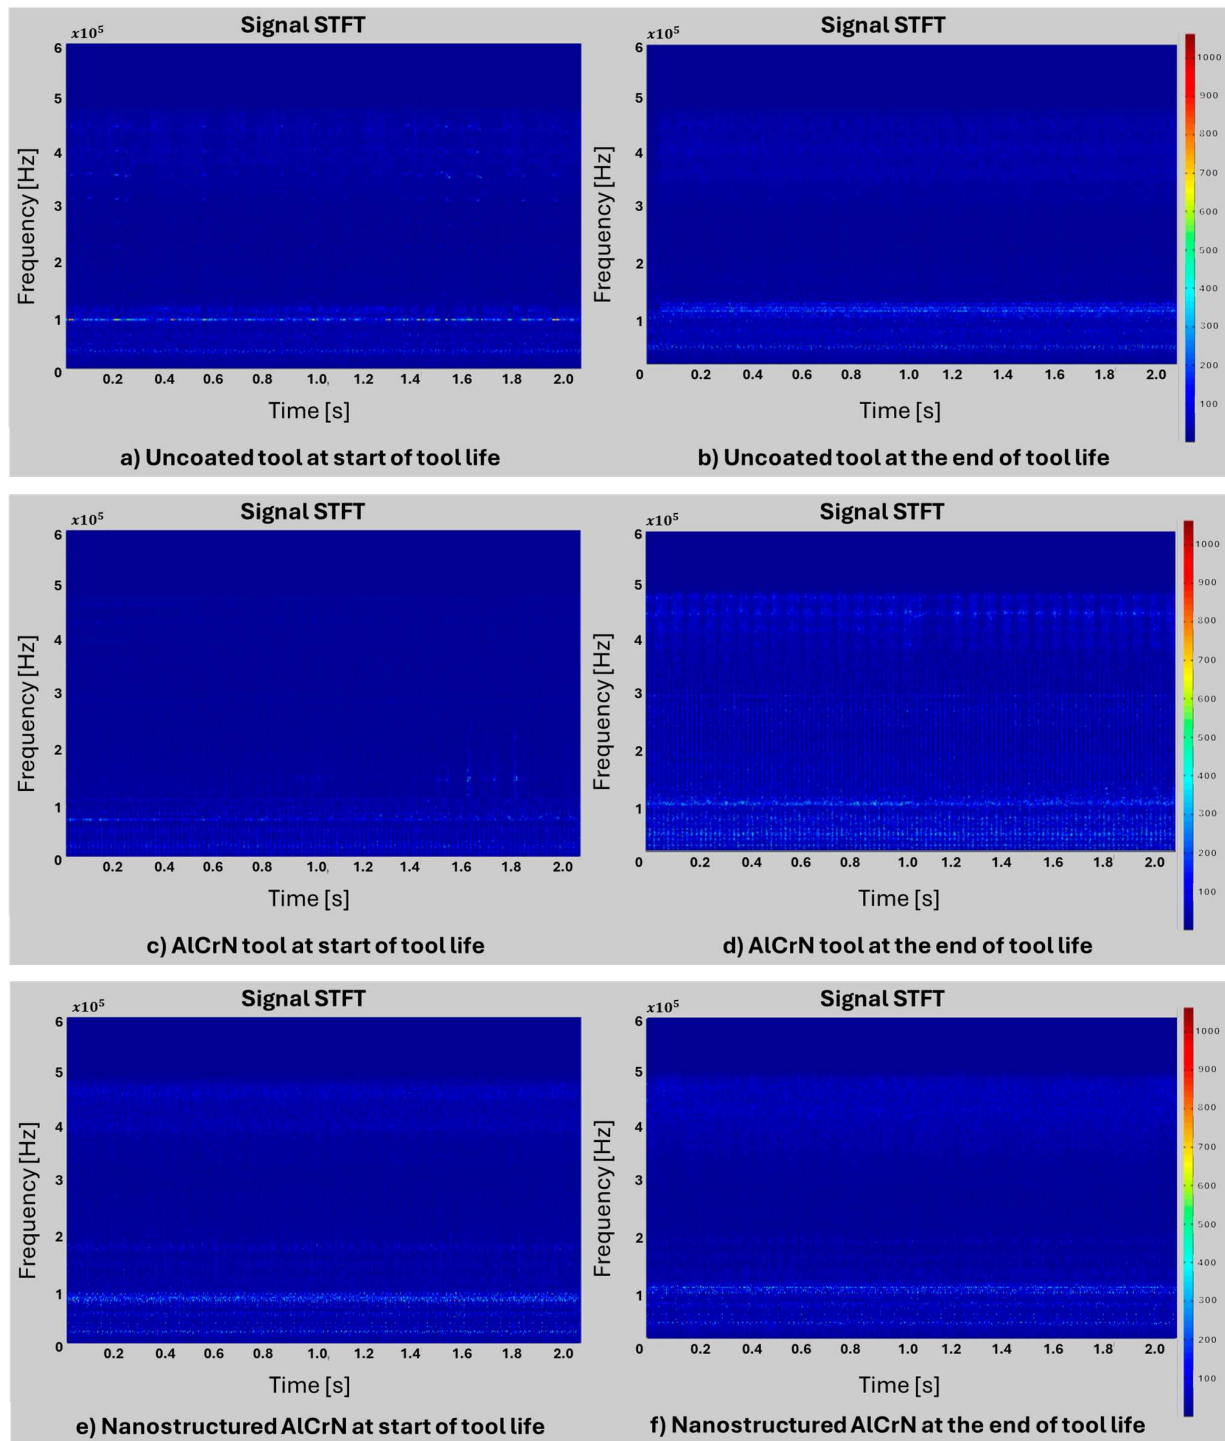 Signal STFT
x10⁵
6
5
4
3
2
1
0
Frequency [Hz]
0.2 0.4 0.6 0.8 1.0 1.2 1.4 1.6 1.8 2.0
Time [s]
a) Uncoated tool at start of tool life
Signal STFT
x10⁵
6
5
4
3
2
1
0
Frequency [Hz]
0.2 0.4 0.6 0.8 1.0 1.2 1.4 1.6 1.8 2.0
Time [s]
1000
900
800
700
600
500
400
300
200
100
b) Uncoated tool at the end of tool life
Signal STFT
x10⁵
6
5
4
3
2
1
0
Frequency [Hz]
0.2 0.4 0.6 0.8 1.0 1.2 1.4 1.6 1.8 2.0
Time [s]
c) AlCrN tool at start of tool life
Signal STFT
x10⁵
6
5
4
3
2
1
0
Frequency [Hz]
0.2 0.4 0.6 0.8 1.0 1.2 1.4 1.6 1.8 2.0
Time [s]
1000
900
800
700
600
500
400
300
200
100
d) AlCrN tool at the end of tool life
Signal STFT
x10⁵
6
5
4
3
2
1
0
Frequency [Hz]
0.2 0.4 0.6 0.8 1.0 1.2 1.4 1.6 1.8 2.0
Time [s]
e) Nanostructured AlCrN at start of tool life
Signal STFT
x10⁵
6
5
4
3
2
1
0
Frequency [Hz]
0.2 0.4 0.6 0.8 1.0 1.2 1.4 1.6 1.8 2.0
Time [s]
1000
900
800
700
600
500
400
300
200
100
f) Nanostructured AlCrN at the end of tool life